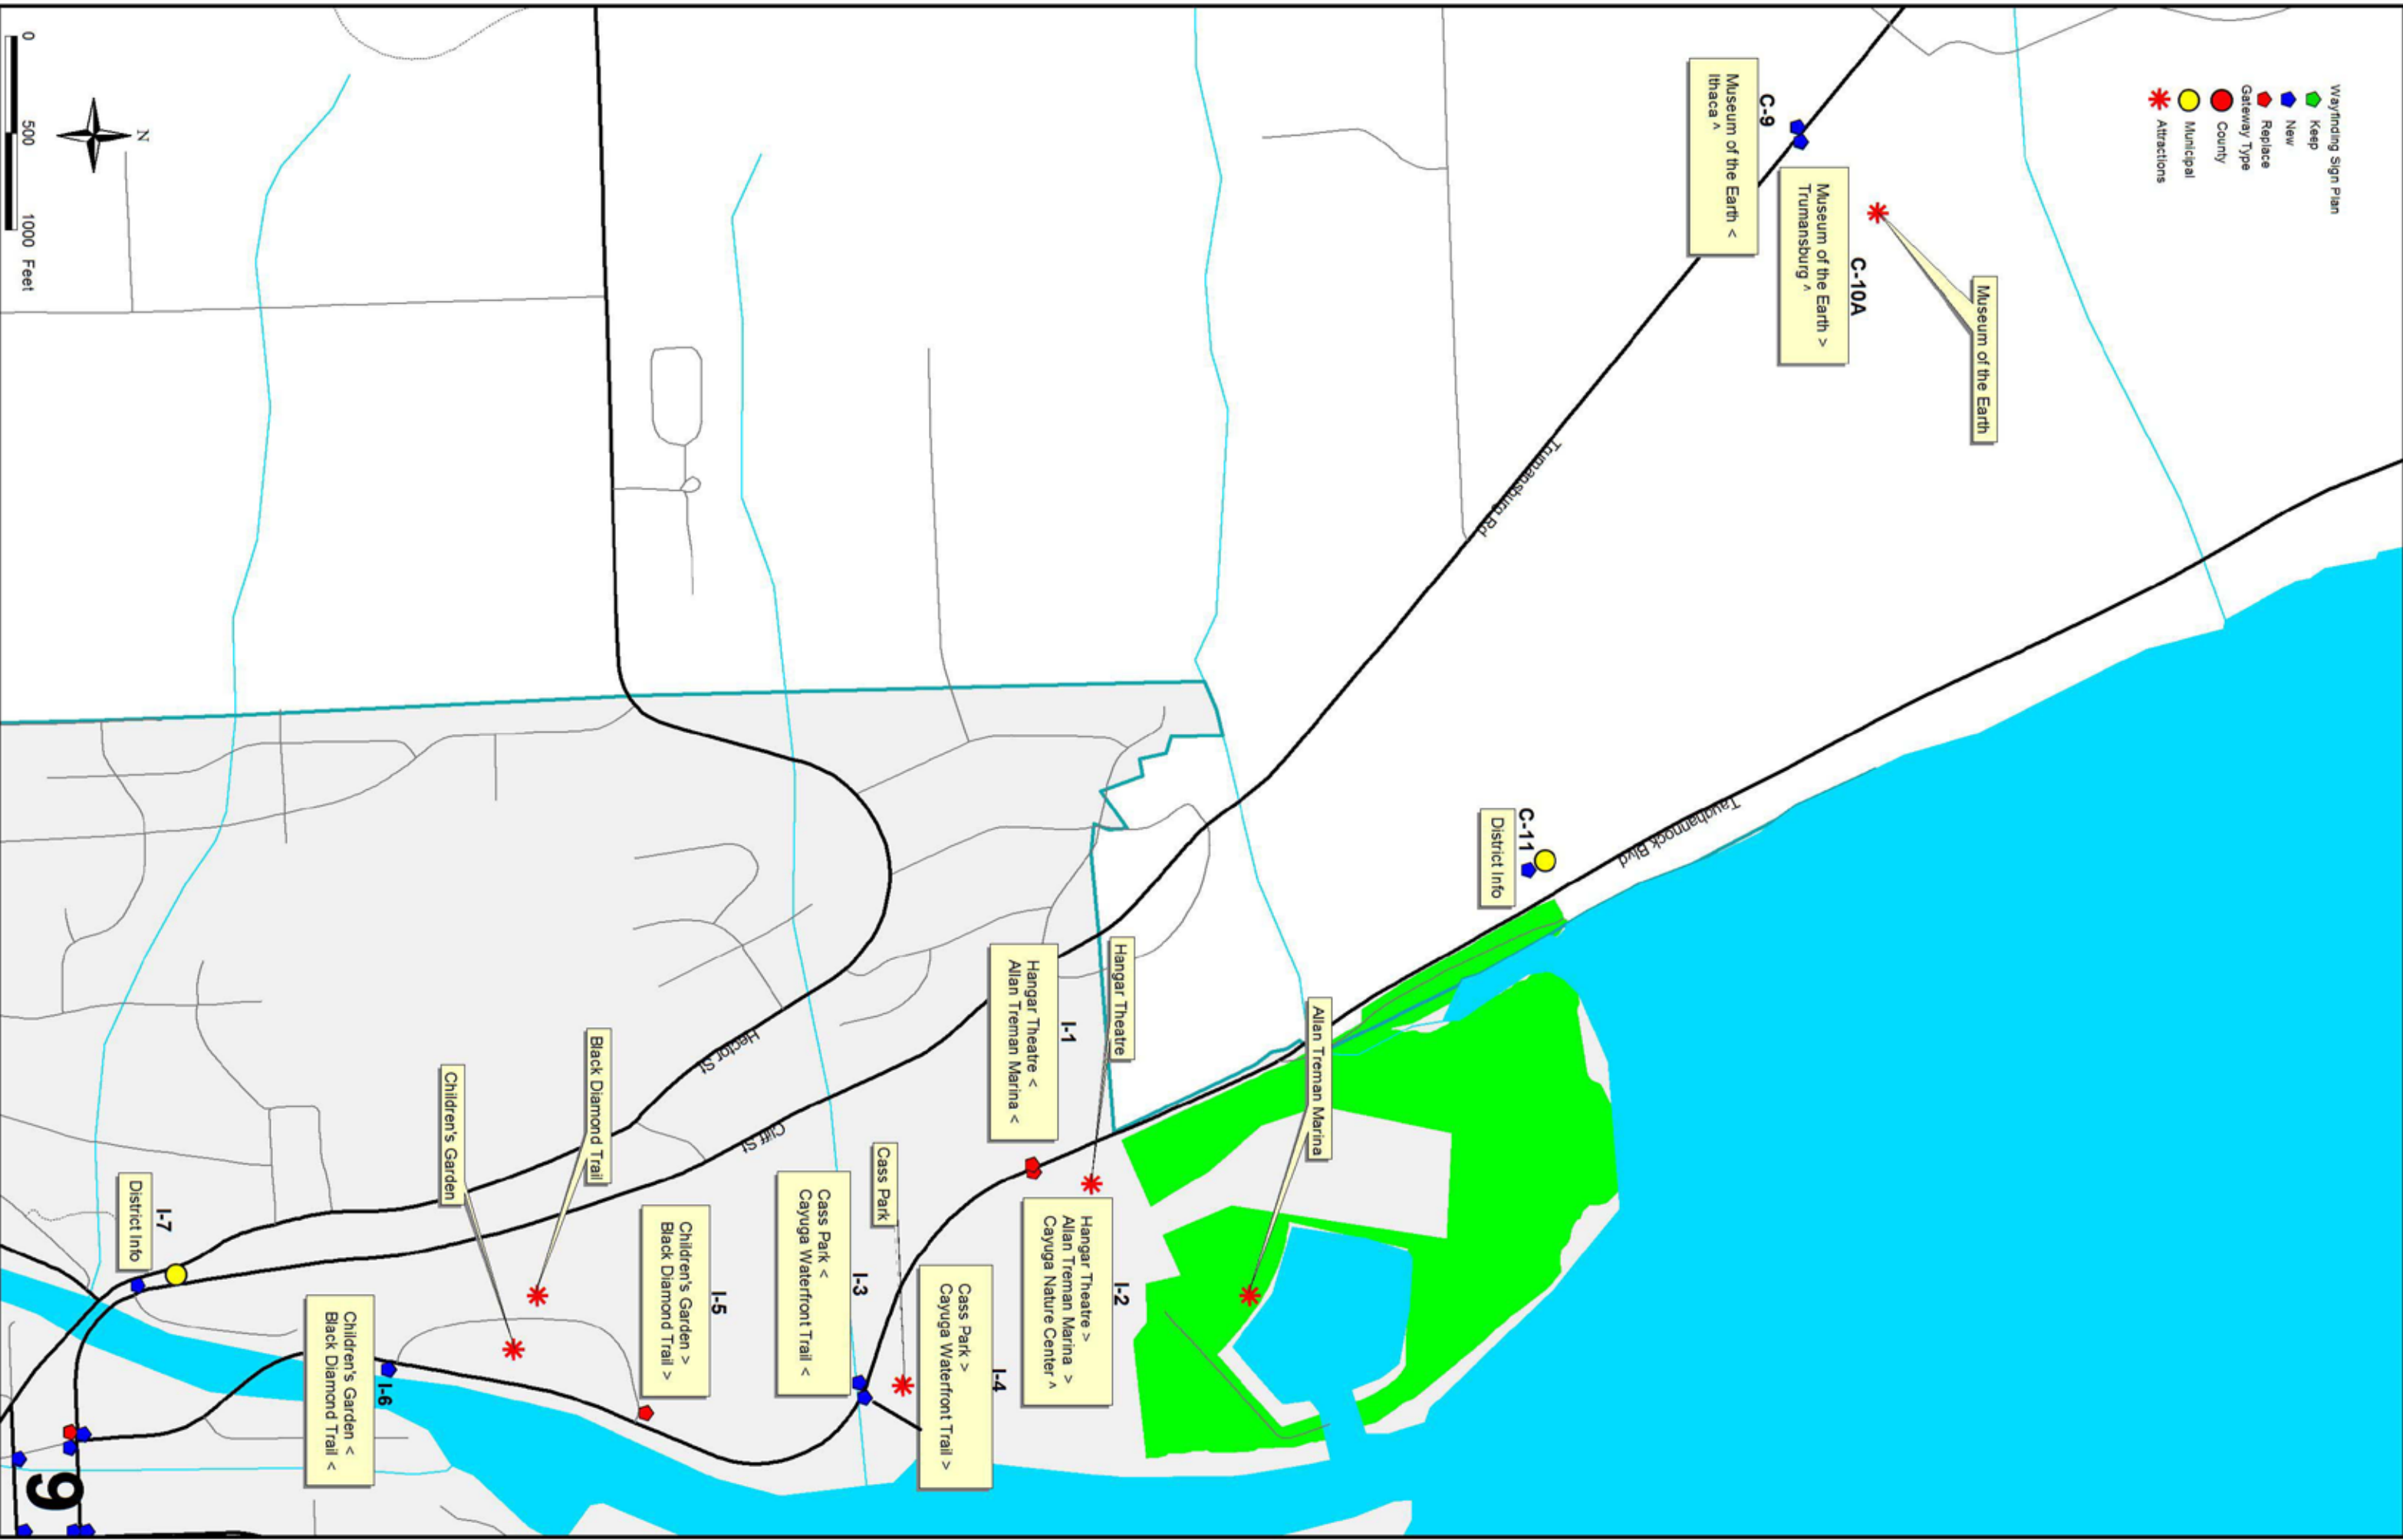 Wayfinding Sign Plan
Keep
New
Replace
Gateway Type
County
Municipal
Attractions
Museum of the Earth
C-10A
Museum of the Earth >
Trumansburg ^
C-9
Museum of the Earth <
Ithaca ^
Trumansburg Rd
Taughannock Blvd
C-11
District Info
Allan Treman Marina
Hangar Theatre
I-1
Hangar Theatre <
Allan Treman Marina <
I-2
Hangar Theatre >
Allan Treman Marina >
Cayuga Nature Center ^
Cass Park
I-4
Cass Park >
Cayuga Waterfront Trail >
I-3
Cass Park <
Cayuga Waterfront Trail <
Hector St
Cliff St
I-5
Children's Garden >
Black Diamond Trail >
Black Diamond Trail
Children's Garden
I-6
Children's Garden <
Black Diamond Trail <
I-7
District Info
N
0 500 1000 Feet
9